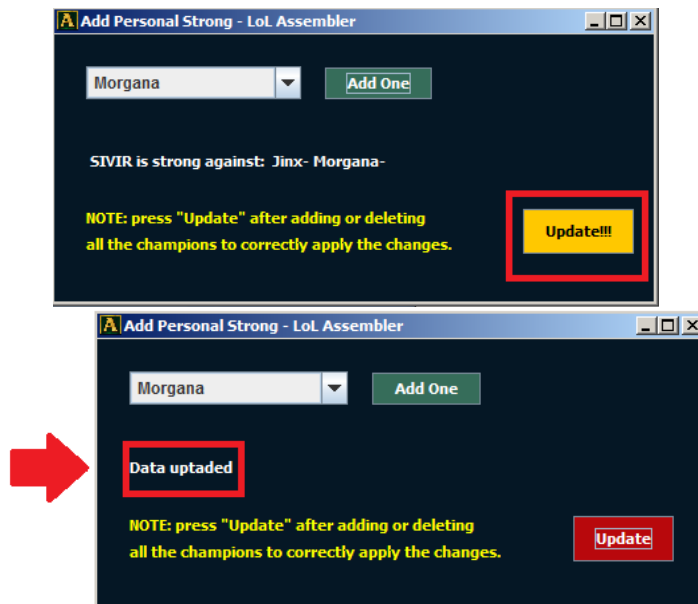 A Add Personal Strong - LoL Assembler
Morgana
Add One
SIVIR is strong against: Jinx- Morgana-
NOTE: press "Update" after adding or deleting
all the champions to correctly apply the changes.
Update!!!
A Add Personal Strong - LoL Assembler
Morgana
Add One
Data uptaded
NOTE: press "Update" after adding or deleting
all the champions to correctly apply the changes.
Update